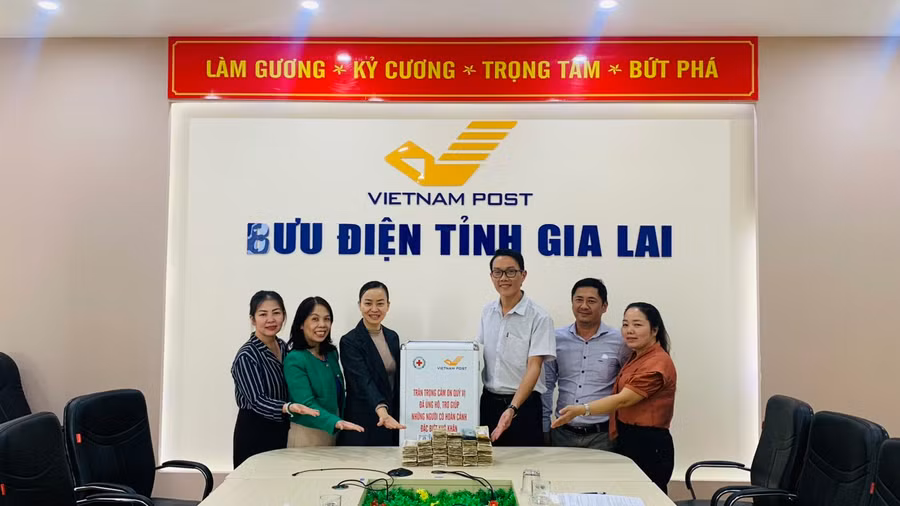 LÀM GƯƠNG ★ KỶ CƯƠNG ★ TRỌNG TÂM ★ BỨT PHÁ
VIETNAM POST
BƯU ĐIỆN TỈNH GIA LAI
VIETNAM POST
TRÂN TRỌNG CẢM ƠN QUÝ VỊ
ĐÃ ỦNG HỘ, TRỢ GIÚP
NHỮNG NGƯỜI CÓ HOÀN CẢNH
ĐẶC BIỆT KHÓ KHĂN